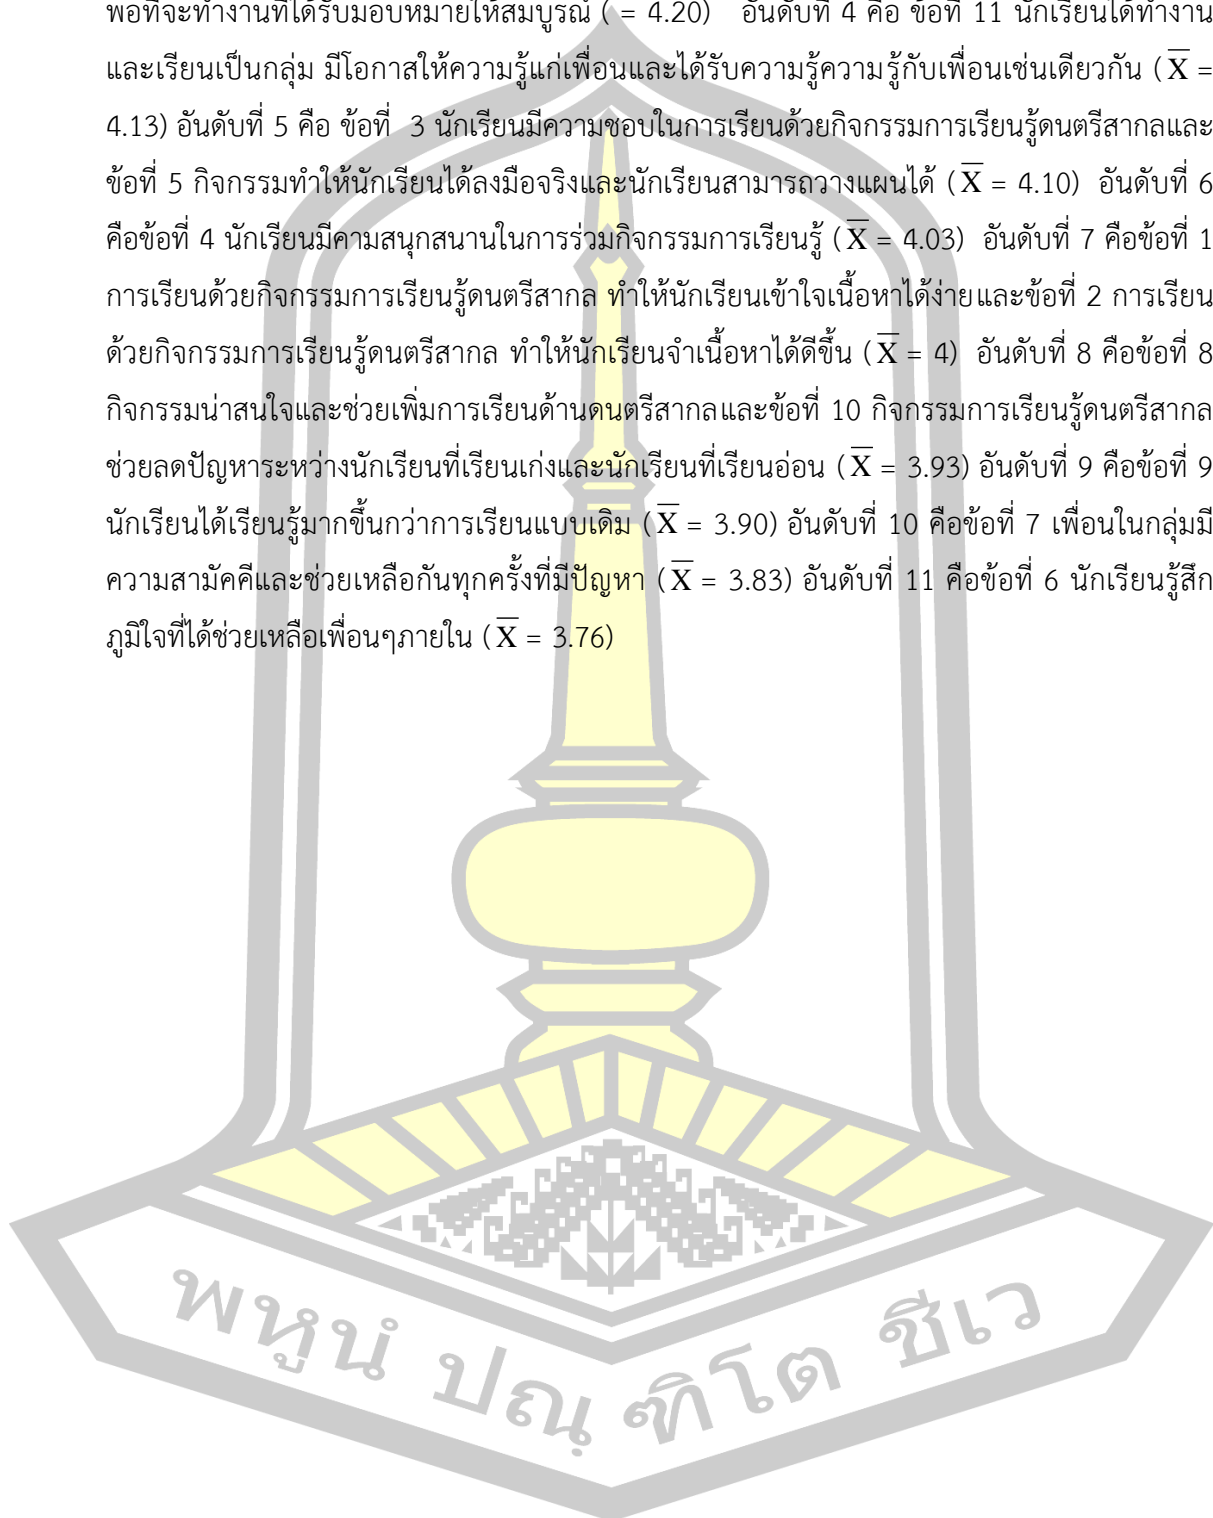 พอที่จะทำงานที่ได้รับมอบหมายให้สมบูรณ์ ( = 4.20) อันดับที่ 4 คือ ข้อที่ 11 นักเรียนได้ทำงาน
และเรียนเป็นกลุ่ม มีโอกาสให้ความรู้แก่เพื่อนและได้รับความรู้ความรู้กับเพื่อนเช่นเดียวกัน (X̅ =
4.13) อันดับที่ 5 คือ ข้อที่ 3 นักเรียนมีความชอบในการเรียนด้วยกิจกรรมการเรียนรู้ดนตรีสากลและ
ข้อที่ 5 กิจกรรมทำให้นักเรียนได้ลงมือจริงและนักเรียนสามารถวางแผนได้ (X̅ = 4.10) อันดับที่ 6
คือข้อที่ 4 นักเรียนมีคามสนุกสนานในการร่วมกิจกรรมการเรียนรู้ (X̅ = 4.03) อันดับที่ 7 คือข้อที่ 1
การเรียนด้วยกิจกรรมการเรียนรู้ดนตรีสากล ทำให้นักเรียนเข้าใจเนื้อหาได้ง่ายและข้อที่ 2 การเรียน
ด้วยกิจกรรมการเรียนรู้ดนตรีสากล ทำให้นักเรียนจำเนื้อหาได้ดีขึ้น (X̅ = 4) อันดับที่ 8 คือข้อที่ 8
กิจกรรมน่าสนใจและช่วยเพิ่มการเรียนด้านดนตรีสากลและข้อที่ 10 กิจกรรมการเรียนรู้ดนตรีสากล
ช่วยลดปัญหาระหว่างนักเรียนที่เรียนเก่งและนักเรียนที่เรียนอ่อน (X̅ = 3.93) อันดับที่ 9 คือข้อที่ 9
นักเรียนได้เรียนรู้มากขึ้นกว่าการเรียนแบบเดิม (X̅ = 3.90) อันดับที่ 10 คือข้อที่ 7 เพื่อนในกลุ่มมี
ความสามัคคีและช่วยเหลือกันทุกครั้งที่มีปัญหา (X̅ = 3.83) อันดับที่ 11 คือข้อที่ 6 นักเรียนรู้สึก
ภูมิใจที่ได้ช่วยเหลือเพื่อนๆภายใน (X̅ = 3.76)
พหูนํ ปณฺฑิโต ชีเว